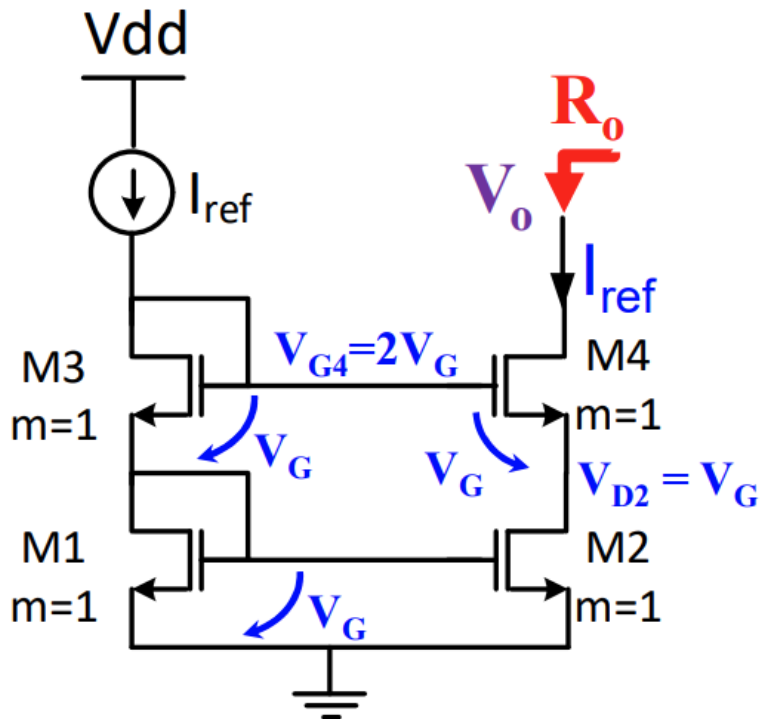 Vdd
Iref
Ro
Vo
Iref
M3
m=1
VG4=2VG
M4
m=1
VG
VG
VD2 = VG
M1
m=1
VG
M2
m=1